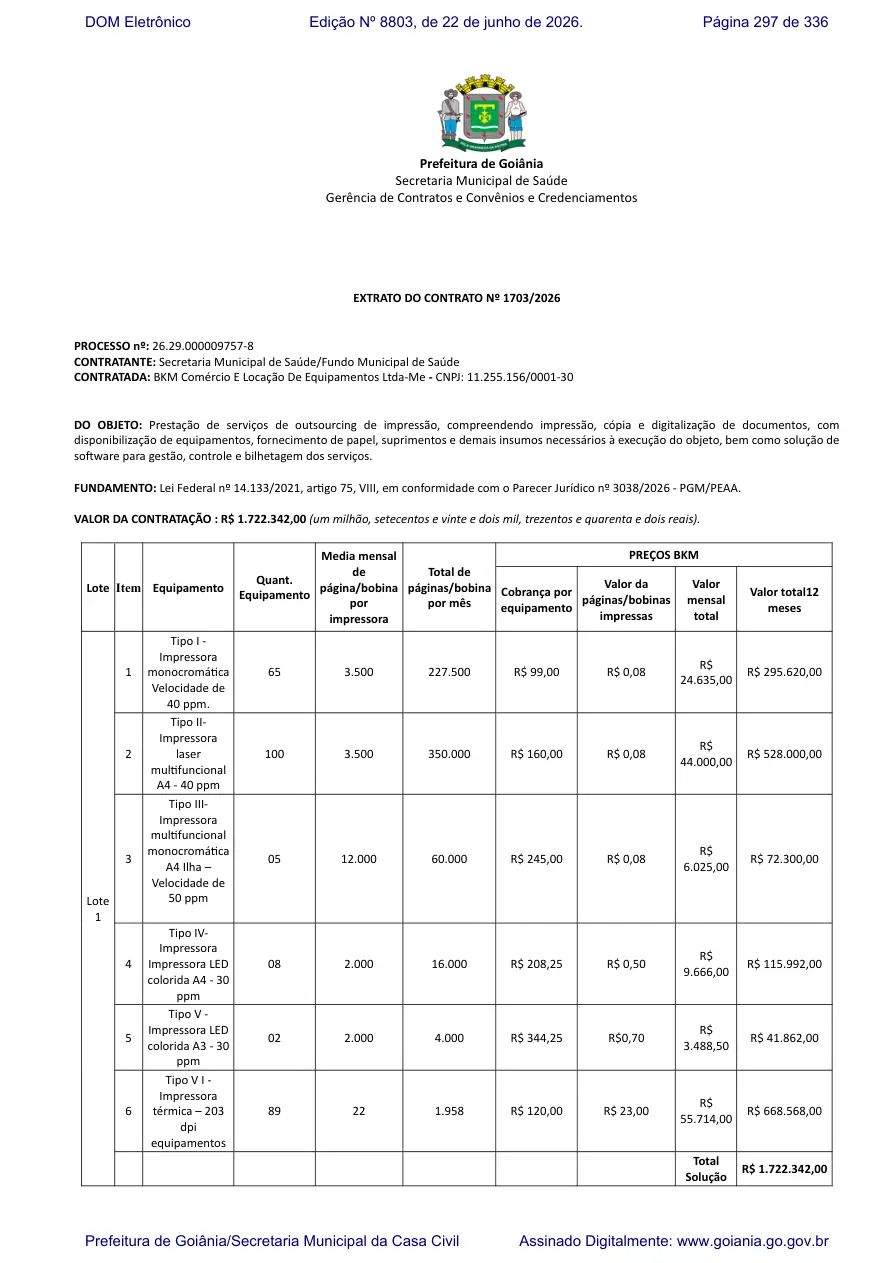 DOM Eletrônico Edição Nº 8803, de 22 de junho de 2026. Página 297 de 336
Prefeitura de Goiânia
Secretaria Municipal de Saúde
Gerência de Contratos e Convênios e Credenciamentos
EXTRATO DO CONTRATO Nº 1703/2026
PROCESSO nº: 26.29.000009757-8
CONTRATANTE: Secretaria Municipal de Saúde/Fundo Municipal de Saúde
CONTRATADA: BKM Comércio E Locação De Equipamentos Ltda-Me - CNPJ: 11.255.156/0001-30
DO OBJETO: Prestação de serviços de outsourcing de impressão, compreendendo impressão, cópia e digitalização de documentos, com
disponibilização de equipamentos, fornecimento de papel, suprimentos e demais insumos necessários à execução do objeto, bem como solução de
software para gestão, controle e bilhetagem dos serviços.
FUNDAMENTO: Lei Federal nº 14.133/2021, artigo 75, VIII, em conformidade com o Parecer Jurídico nº 3038/2026 - PGM/PEAA.
VALOR DA CONTRATAÇÃO : R$ 1.722.342,00 (um milhão, setecentos e vinte e dois mil, trezentos e quarenta e dois reais).
Lote
Item
Equipamento
Quant.
Equipamento
Media mensal
de
página/bobina
por
impressora
Total de
páginas/bobina
por mês
PREÇOS BKM
Cobrança por
equipamento
Valor da
páginas/bobinas
impressas
Valor
mensal
total
Valor total12
meses
Lote
1
1
Tipo I -
Impressora
monocromática
Velocidade de
40 ppm.
65
3.500
227.500
R$ 99,00
R$ 0,08
R$
24.635,00
R$ 295.620,00
2
Tipo II-
Impressora
laser
multifuncional
A4 - 40 ppm
100
3.500
350.000
R$ 160,00
R$ 0,08
R$
44.000,00
R$ 528.000,00
3
Tipo III-
Impressora
multifuncional
monocromática
A4 Ilha –
Velocidade de
50 ppm
05
12.000
60.000
R$ 245,00
R$ 0,08
R$
6.025,00
R$ 72.300,00
4
Tipo IV-
Impressora
Impressora LED
colorida A4 - 30
ppm
08
2.000
16.000
R$ 208,25
R$ 0,50
R$
9.666,00
R$ 115.992,00
5
Tipo V -
Impressora LED
colorida A3 - 30
ppm
02
2.000
4.000
R$ 344,25
R$0,70
R$
3.488,50
R$ 41.862,00
6
Tipo V I -
Impressora
térmica – 203
dpi
equipamentos
89
22
1.958
R$ 120,00
R$ 23,00
R$
55.714,00
R$ 668.568,00
Total
Solução
R$ 1.722.342,00
Prefeitura de Goiânia/Secretaria Municipal da Casa Civil Assinado Digitalmente: www.goiania.go.gov.br